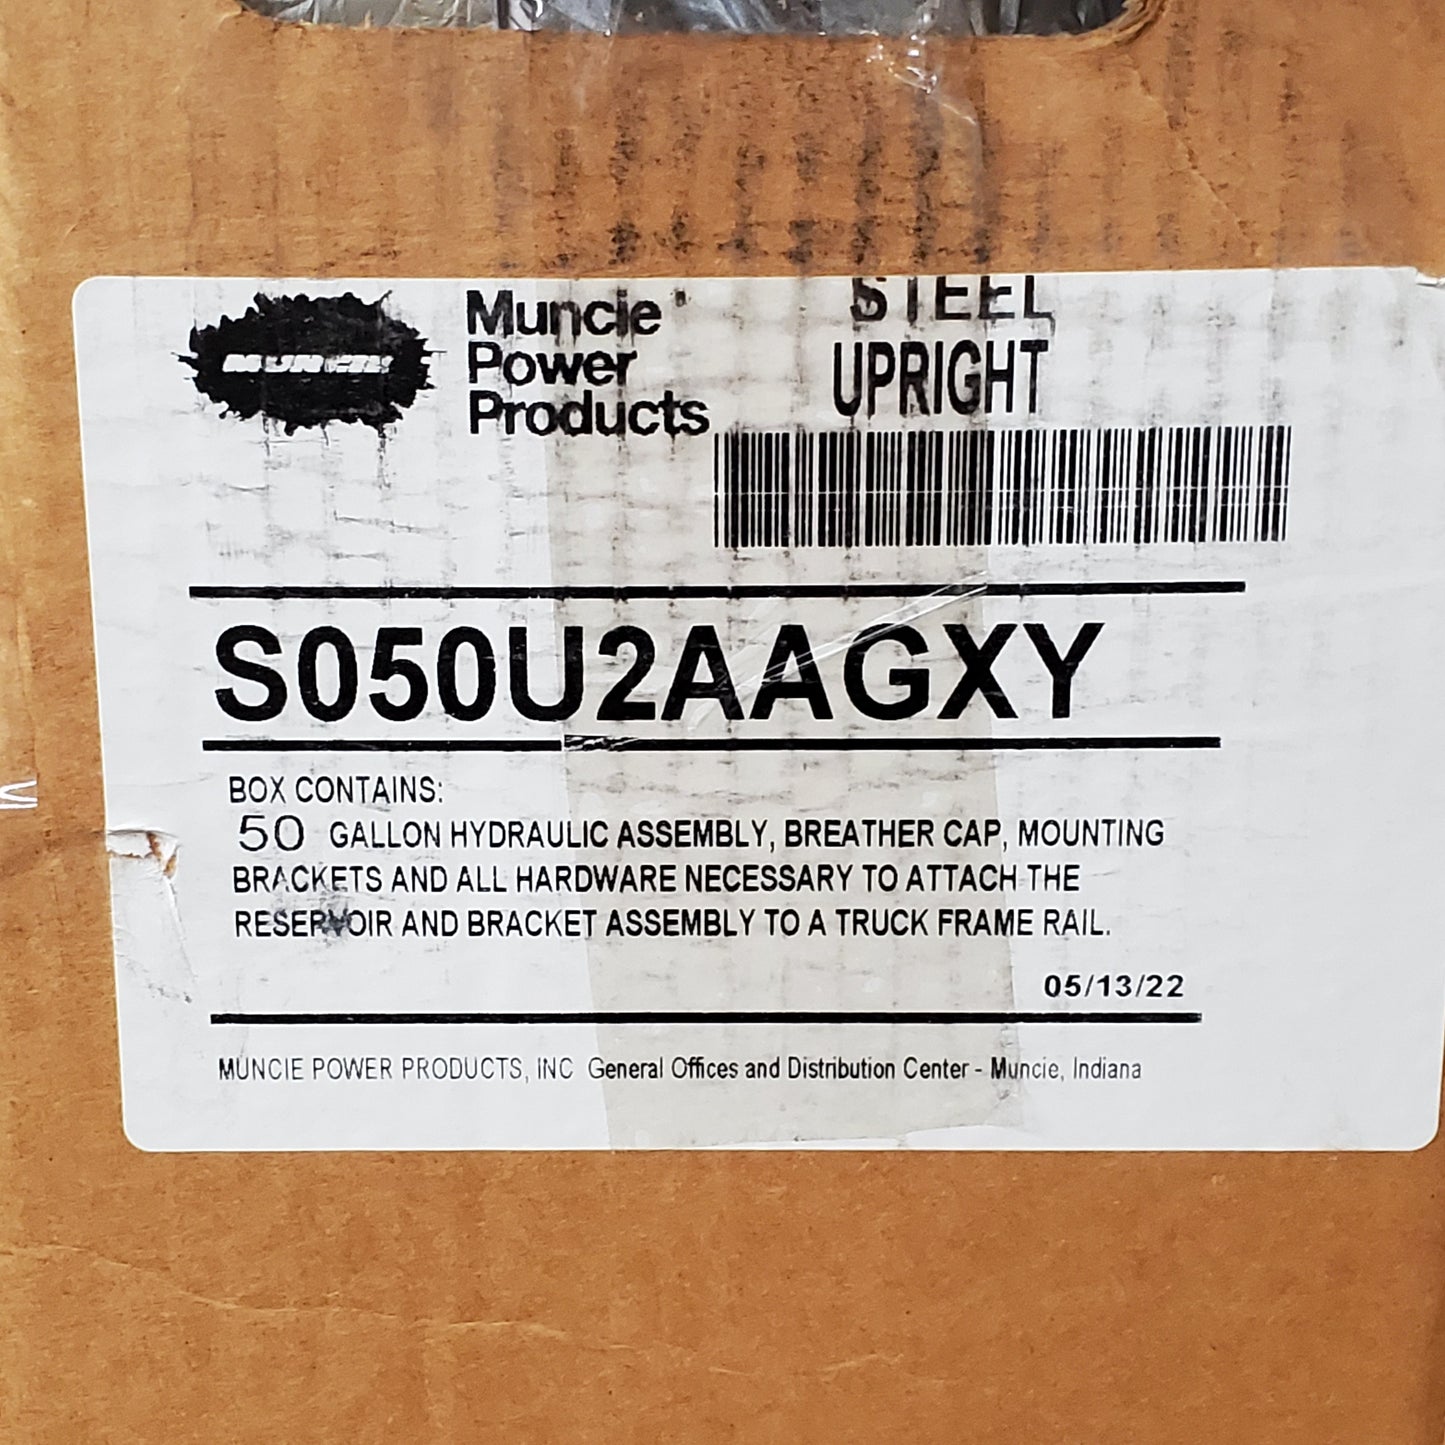 MUNCIE
Muncie
Power
Products
STEEL
UPRIGHT
S050U2AAGXY
BOX CONTAINS:
50 GALLON HYDRAULIC ASSEMBLY, BREATHER CAP, MOUNTING
BRACKETS AND ALL HARDWARE NECESSARY TO ATTACH THE
RESERVOIR AND BRACKET ASSEMBLY TO A TRUCK FRAME RAIL.
05/13/22
MUNCIE POWER PRODUCTS, INC General Offices and Distribution Center - Muncie, Indiana